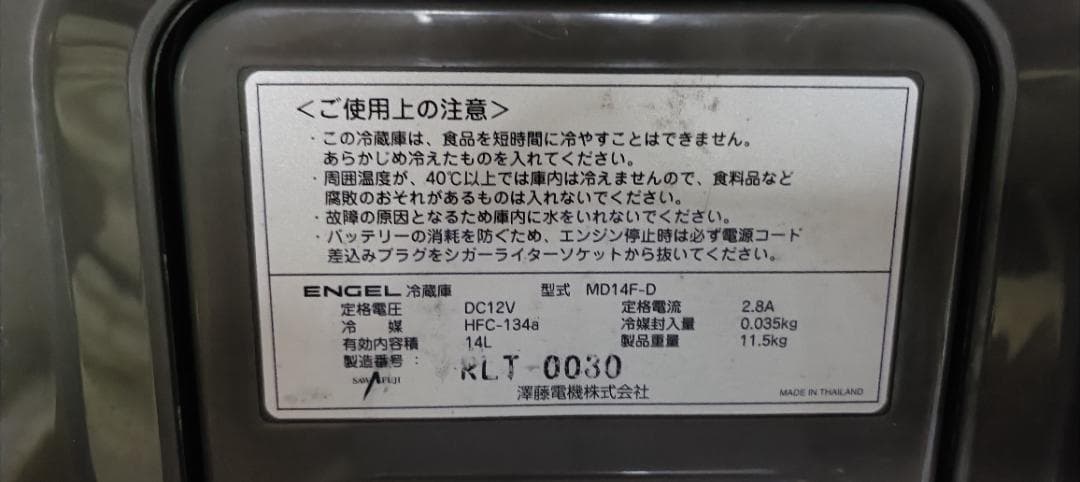 ＜ご使用上の注意＞
・この冷蔵庫は、食品を短時間に冷やすことはできません。
あらかじめ冷えたものを入れてください。
・周囲温度が、40℃以上では庫内は冷えませんので、食料品など
腐敗のおそれがあるものは入れないでください。
・故障の原因となるため庫内に水をいれないでください。
・バッテリーの消耗を防ぐため、エンジン停止時は必ず電源コード
差込みプラグをシガーライターソケットから抜いてください。
ENGEL 冷蔵庫 型式 MD14F-D
定格電圧 DC12V 定格電流 2.8A
冷媒 HFC-134a 冷媒封入量 0.035kg
有効内容積 14L 製品重量 11.5kg
製造番号： RLT-0030
SAWAFUJI 澤藤電機株式会社 MADE IN THAILAND